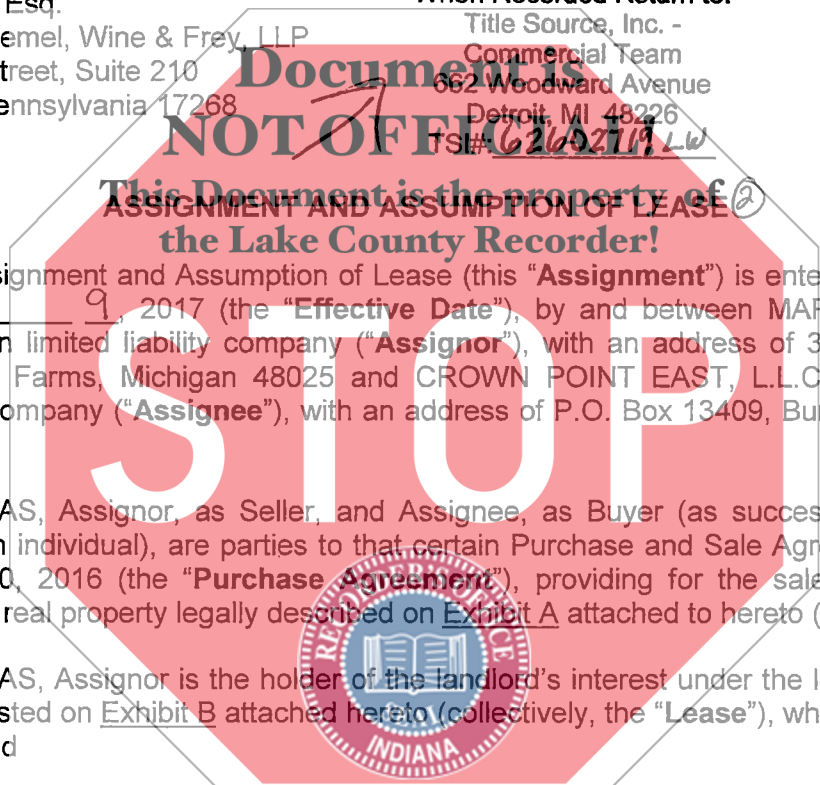 Esq.
emel, Wine & Frey, LLP
treet, Suite 210
ennsylvania 17268
Title Source, Inc. -
Commercial Team
662 Woodward Avenue
Detroit, MI 48226
TSI#:
Document is
NOT OFFICIAL!
This Document is the property of
the Lake County Recorder!
ASSIGNMENT AND ASSUMPTION OF LEASE 2
signment and Assumption of Lease (this "Assignment") is ente
9, 2017 (the "Effective Date"), by and between MAR
n limited liability company ("Assignor"), with an address of 3
Farms, Michigan 48025 and CROWN POINT EAST, L.L.C
ompany ("Assignee"), with an address of P.O. Box 13409, Bu
STOP
AS, Assignor, as Seller, and Assignee, as Buyer (as succes
n individual), are parties to that certain Purchase and Sale Agr
0, 2016 (the "Purchase Agreement"), providing for the sale
real property legally described on Exhibit A attached to hereto (
AS, Assignor is the holder of the landlord's interest under the l
sted on Exhibit B attached hereto (collectively, the "Lease"), wh
d
RECORDER'S OFFICE
SEAL
INDIANA